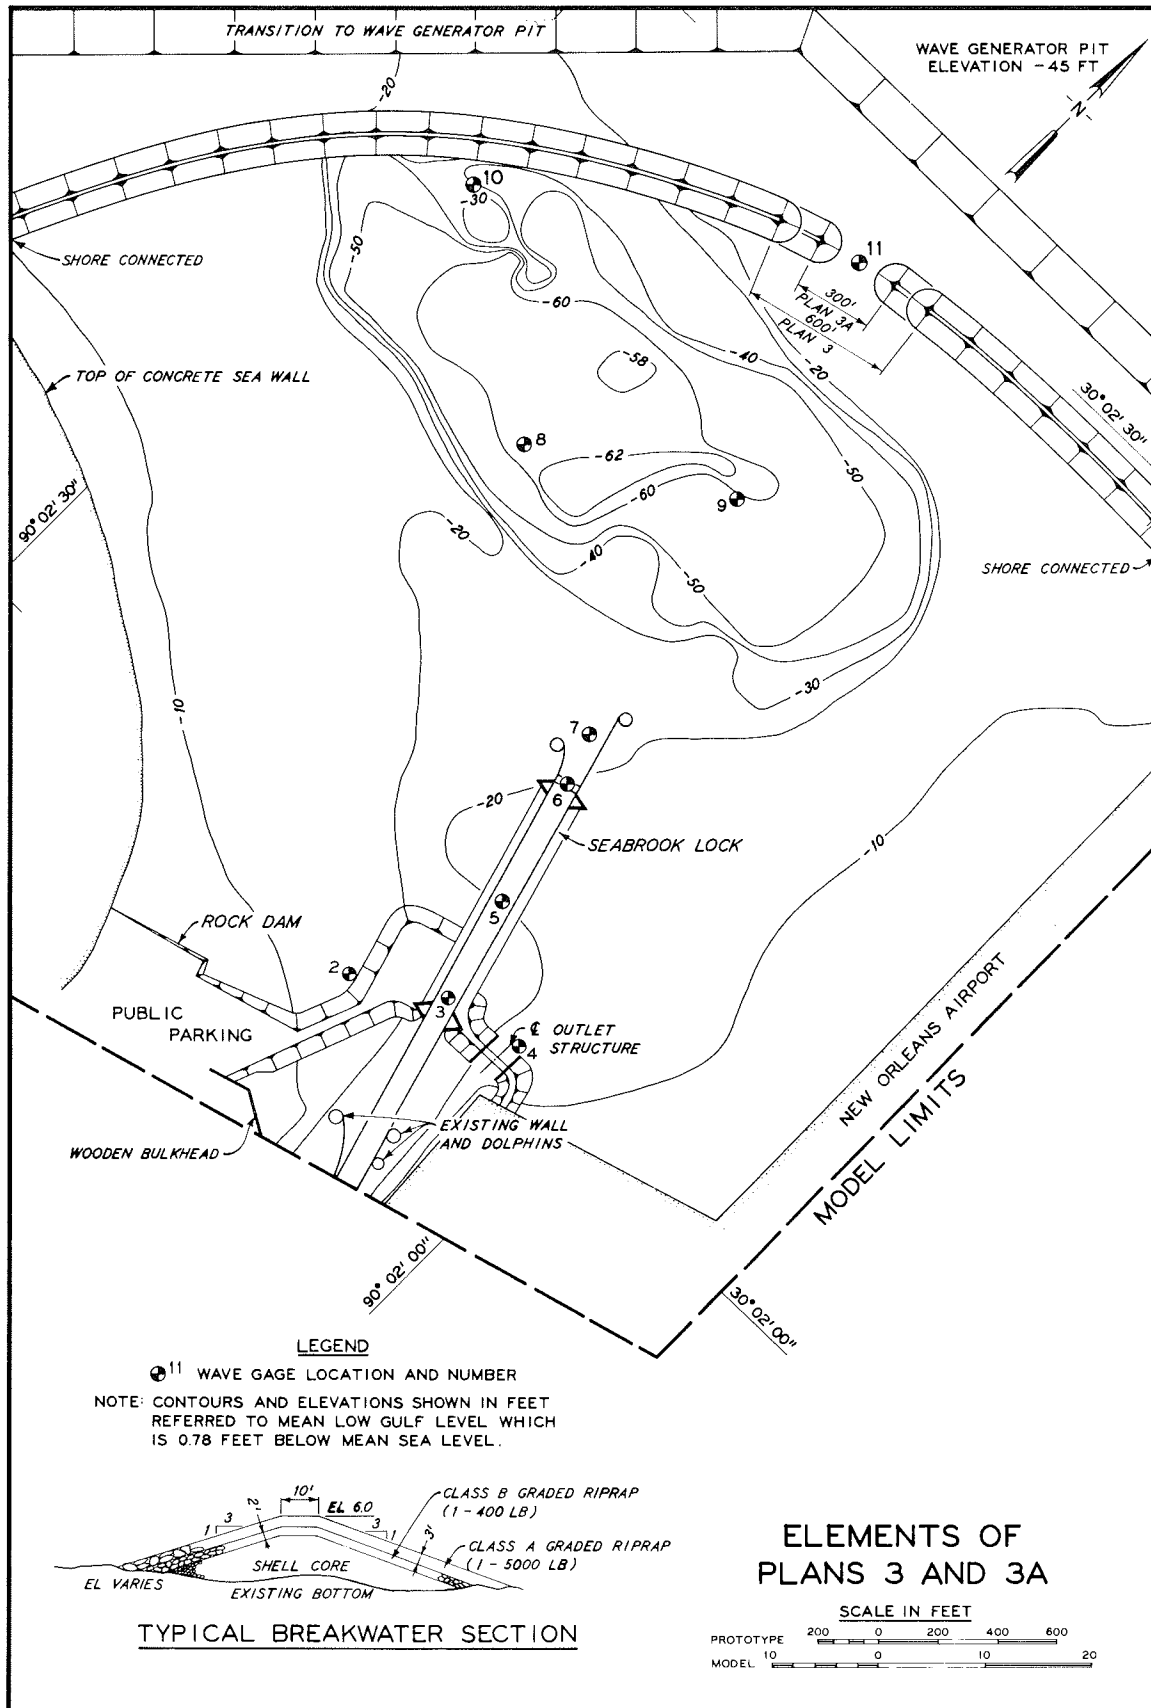 TRANSITION TO WAVE GENERATOR PIT
WAVE GENERATOR PIT
ELEVATION -45 FT
-N-
-20
10
-30
-50
11
SHORE CONNECTED
-60
300'
PLAN 3A
600'
PLAN 3
-58
-40
-20
TOP OF CONCRETE SEA WALL
30° 02' 30"
8
-62
-50
-60
9
90° 02' 30"
-20
-40
-50
SHORE CONNECTED
-30
-10
7
6
-20
SEABROOK LOCK
-10
5
ROCK DAM
2
3
PUBLIC
PARKING
℄ OUTLET
STRUCTURE
4
NEW ORLEANS AIRPORT
EXISTING WALL
AND DOLPHINS
WOODEN BULKHEAD
MODEL LIMITS
90° 02' 00"
30° 02' 00"
LEGEND
11 WAVE GAGE LOCATION AND NUMBER
NOTE: CONTOURS AND ELEVATIONS SHOWN IN FEET
REFERRED TO MEAN LOW GULF LEVEL WHICH
IS 0.78 FEET BELOW MEAN SEA LEVEL.
10'
EL 6.0
2'
1 3
3 1
3'
CLASS B GRADED RIPRAP
(1 - 400 LB)
CLASS A GRADED RIPRAP
(1 - 5000 LB)
SHELL CORE
EL VARIES
EXISTING BOTTOM
TYPICAL BREAKWATER SECTION
ELEMENTS OF
PLANS 3 AND 3A
SCALE IN FEET
PROTOTYPE 200 0 200 400 600
MODEL 10 0 10 20